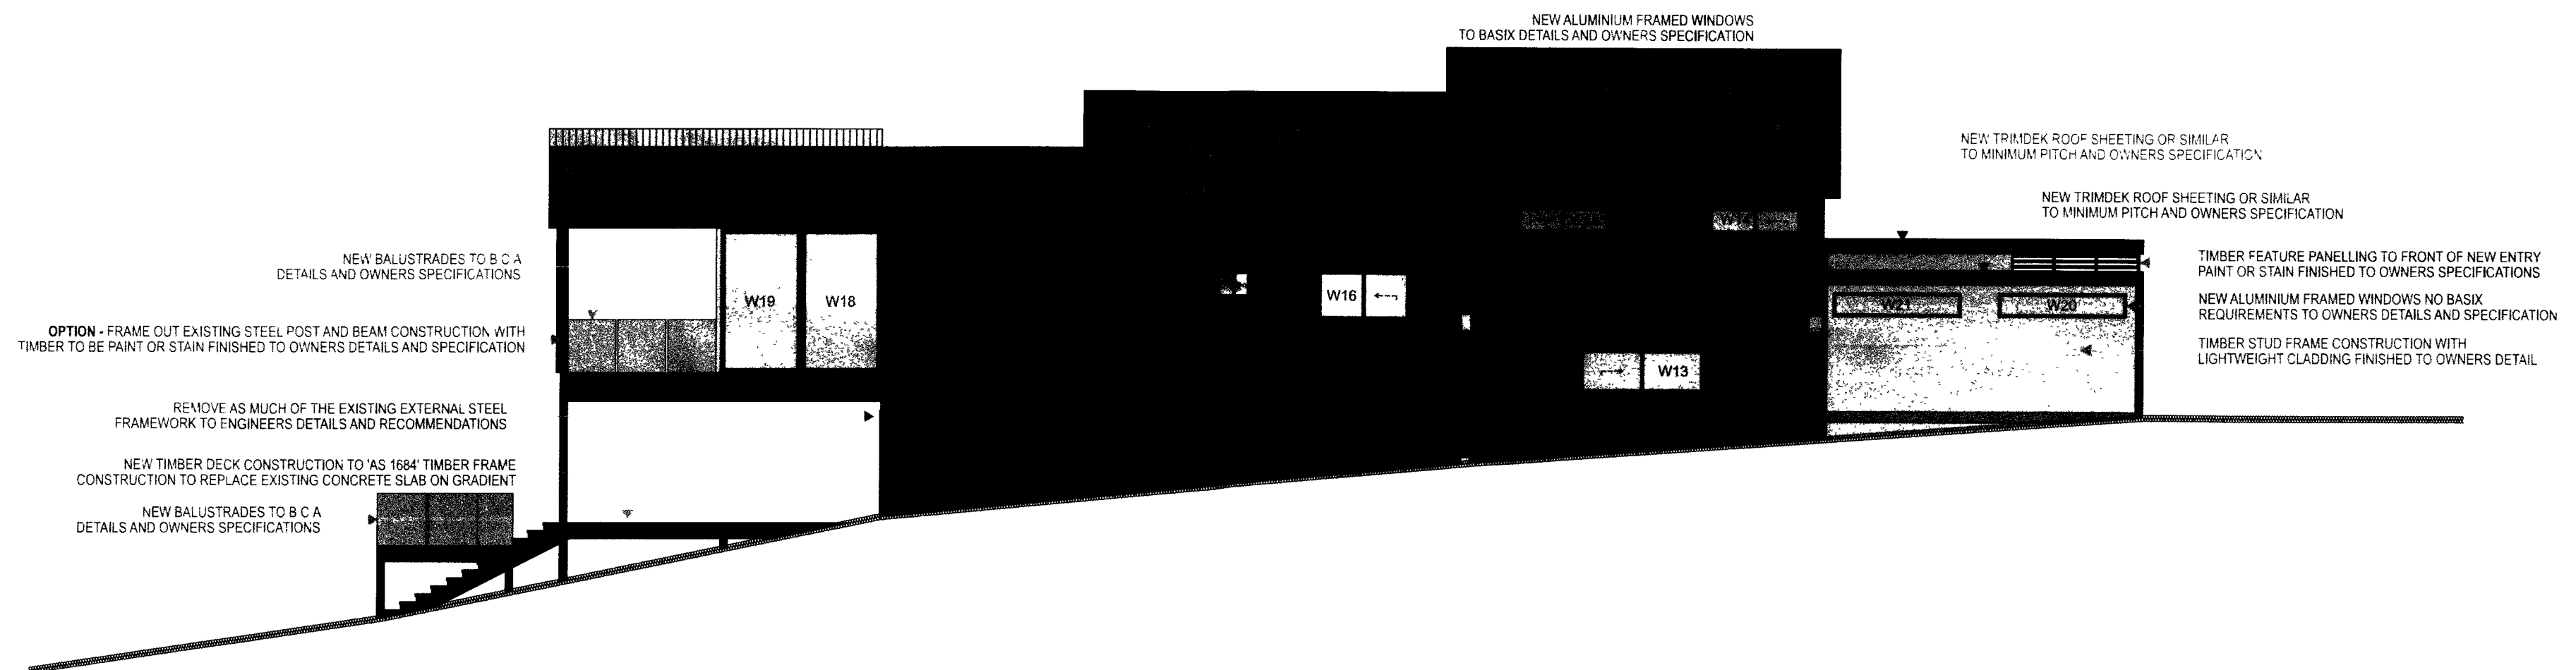 NEW ALUMINIUM FRAMED WINDOWS
TO BASIX DETAILS AND OWNERS SPECIFICATION
NEW TRIMDEK ROOF SHEETING OR SIMILAR
TO MINIMUM PITCH AND OWNERS SPECIFICATION
NEW TRIMDEK ROOF SHEETING OR SIMILAR
TO MINIMUM PITCH AND OWNERS SPECIFICATION
TIMBER FEATURE PANELLING TO FRONT OF NEW ENTRY
PAINT OR STAIN FINISHED TO OWNERS SPECIFICATIONS
NEW ALUMINIUM FRAMED WINDOWS NO BASIX
REQUIREMENTS TO OWNERS DETAILS AND SPECIFICATION
TIMBER STUD FRAME CONSTRUCTION WITH
LIGHTWEIGHT CLADDING FINISHED TO OWNERS DETAIL
NEW BALUSTRADES TO B C A
DETAILS AND OWNERS SPECIFICATIONS
OPTION - FRAME OUT EXISTING STEEL POST AND BEAM CONSTRUCTION WITH
TIMBER TO BE PAINT OR STAIN FINISHED TO OWNERS DETAILS AND SPECIFICATION
REMOVE AS MUCH OF THE EXISTING EXTERNAL STEEL
FRAMEWORK TO ENGINEERS DETAILS AND RECOMMENDATIONS
NEW TIMBER DECK CONSTRUCTION TO 'AS 1684' TIMBER FRAME
CONSTRUCTION TO REPLACE EXISTING CONCRETE SLAB ON GRADIENT
NEW BALUSTRADES TO B C A
DETAILS AND OWNERS SPECIFICATIONS
W19
W18
W16
W13
W21
W20